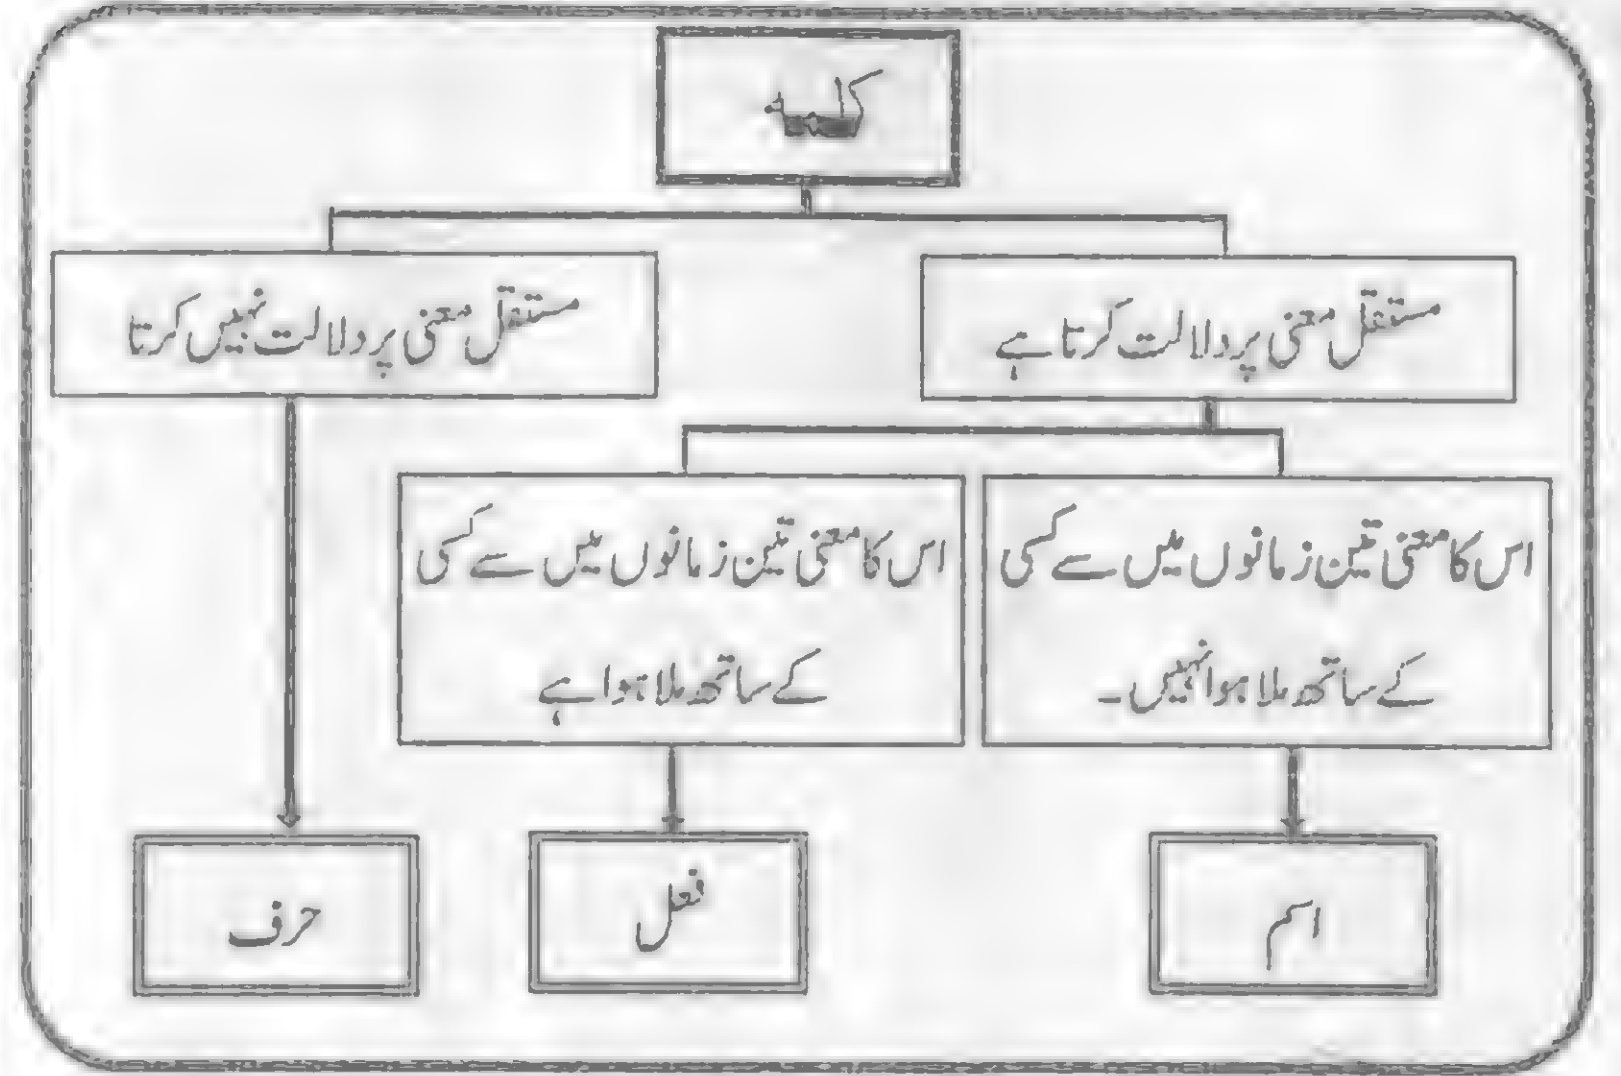 کلمہ
مستقل معنی پر دلالت کرتا ہے
مستقل معنی پر دلالت نہیں کرتا
اس کا معنی تین زمانوں میں سے کسی
کے ساتھ ملا ہوا نہیں۔
اس کا معنی تین زمانوں میں سے کسی
کے ساتھ ملا ہوا ہے
اسم
فعل
حرف